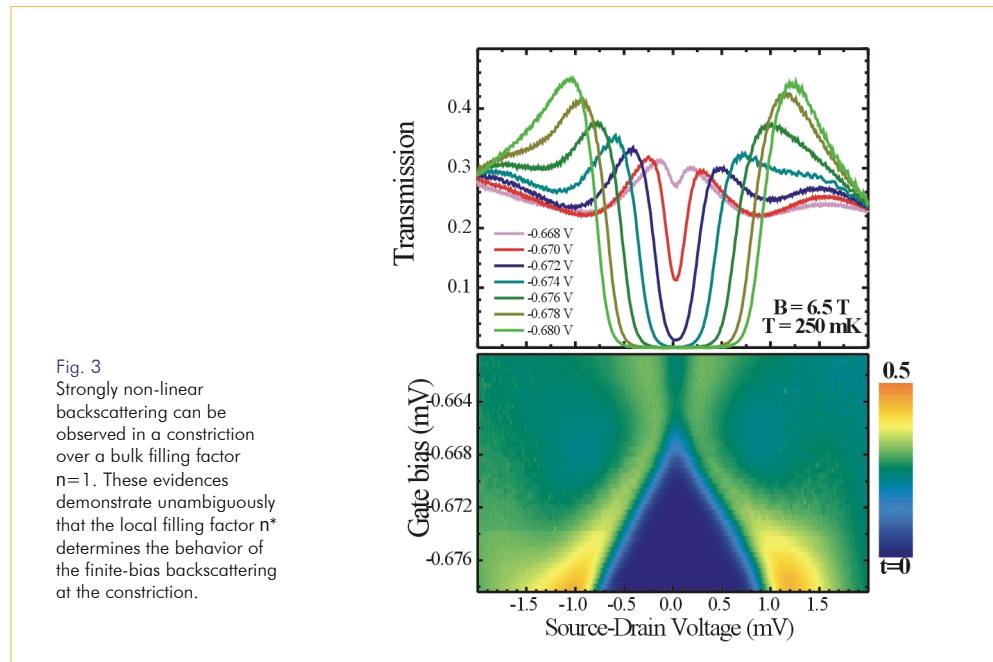 Fig. 3
Strongly non-linear
backscattering can be
observed in a constriction
over a bulk filling factor
n=1. These evidences
demonstrate unambiguously
that the local filling factor n*
determines the behavior of
the finite-bias backscattering
at the constriction.
Transmission
0.4
0.3
0.2
0.1
-0.668 V
-0.670 V
-0.672 V
-0.674 V
-0.676 V
-0.678 V
-0.680 V
B = 6.5 T
T = 250 mK
Gate bias (mV)
-0.664
-0.668
-0.672
-0.676
0.5
t=0
-1.5 -1.0 -0.5 0.0 0.5 1.0 1.5
Source-Drain Voltage (mV)